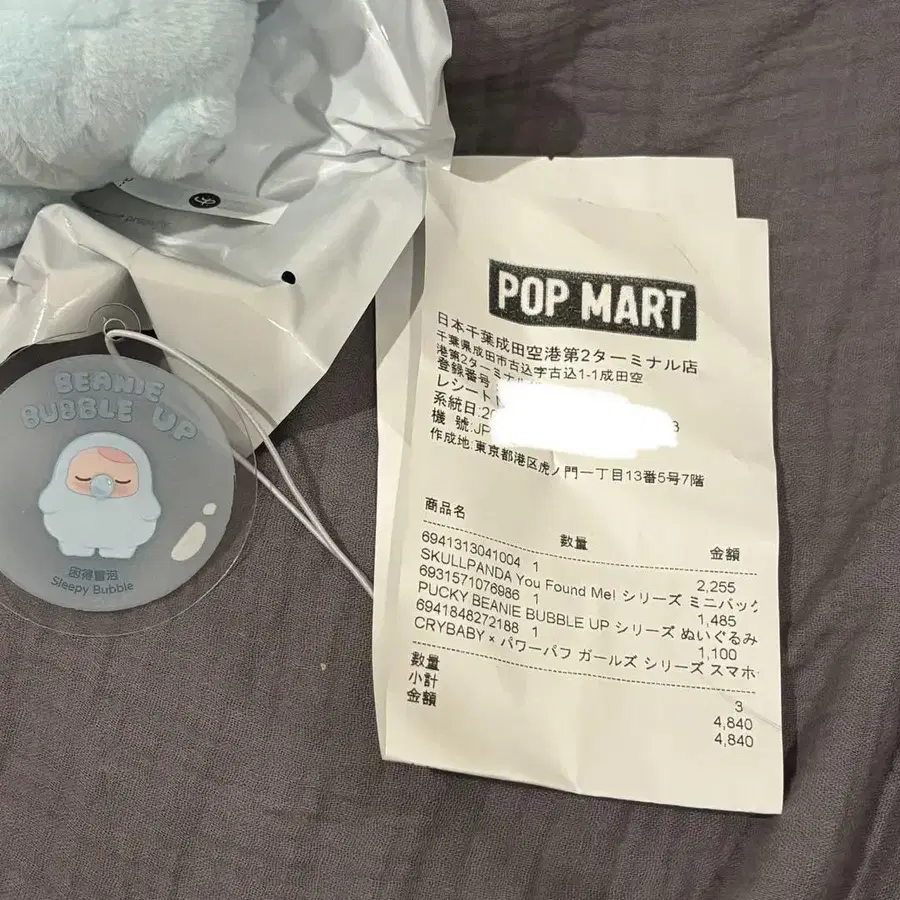 BEANIE
BUBBLE UP
困得冒泡
Sleepy Bubble
POP MART
日本千葉成田空港第2ターミナル店
千葉県成田市古込字古込1-1成田空
港第2ターミナル
登録番号
レシート
系統日:20
機 號:JP 3
作成地:東京都港区虎ノ門一丁目13番5号7階
商品名 数量 金額
6941313041004 1 2,255
SKULLPANDA You Found Me! シリーズ ミニバック
6931571076986 1 1,485
PUCKY BEANIE BUBBLE UP シリーズ ぬいぐるみ
6941848272188 1 1,100
CRYBABY × パワーパフ ガールズ シリーズ スマホ
数量 3
小計 4,840
金額 4,840